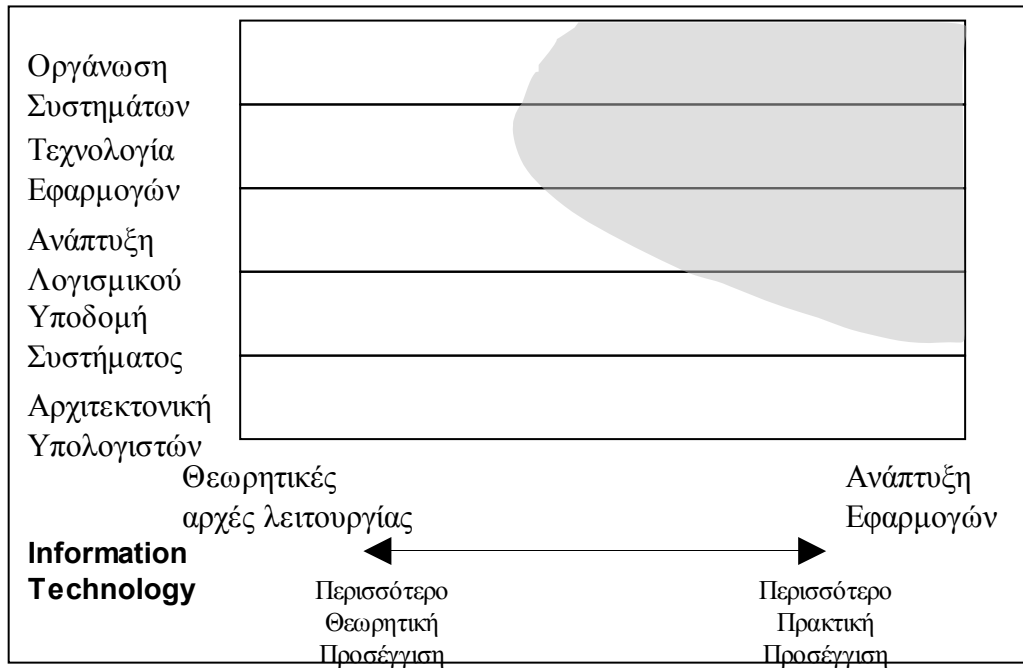 Οργάνωση
Συστημάτων
Τεχνολογία
Εφαρμογών
Ανάπτυξη
Λογισμικού
Υποδομή
Συστήματος
Αρχιτεκτονική
Υπολογιστών
Θεωρητικές
αρχές λειτουργίας
Ανάπτυξη
Εφαρμογών
Information
Technology
Περισσότερο
Θεωρητική
Προσέγγιση
Περισσότερο
Πρακτική
Προσέγγιση